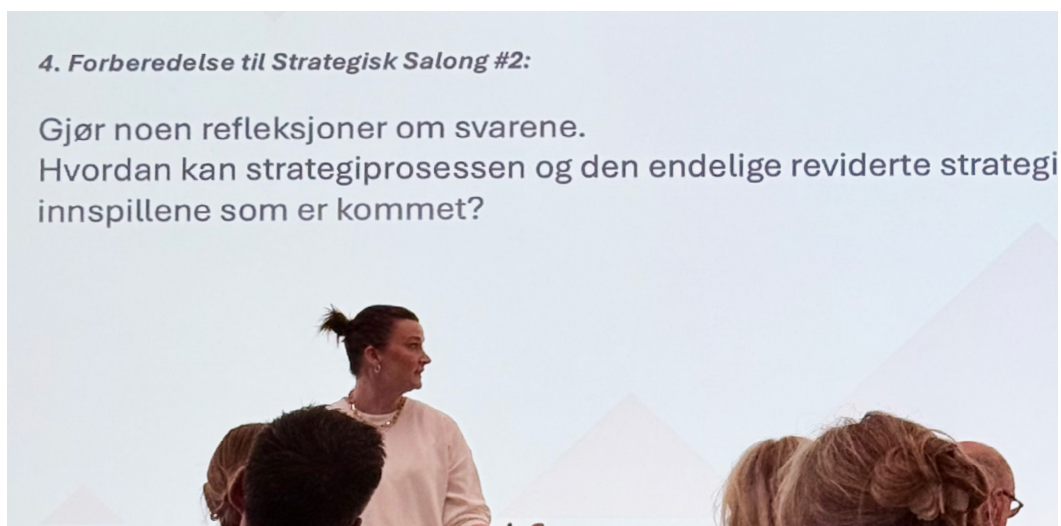 4. Forberedelse til Strategisk Salong #2:
Gjør noen refleksjoner om svarene.
Hvordan kan strategiprosessen og den endelige reviderte
innspillene som er kommet?